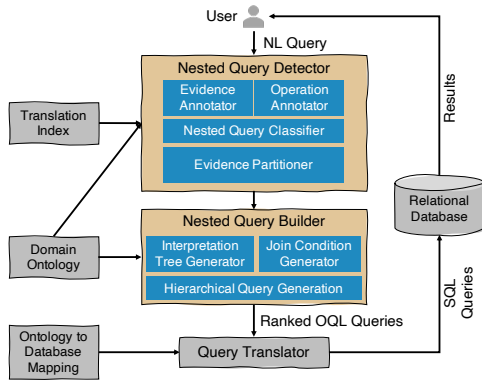 User
NL Query
Nested Query Detector
Evidence
Annotator
Operation
Annotator
Nested Query Classifier
Evidence Partitioner
Translation
Index
Results
Relational
Database
Nested Query Builder
Interpretation
Tree Generator
Join Condition
Generator
Hierarchical Query Generation
Domain
Ontology
SQL
Queries
Ranked OQL Queries
Ontology to
Database
Mapping
Query Translator